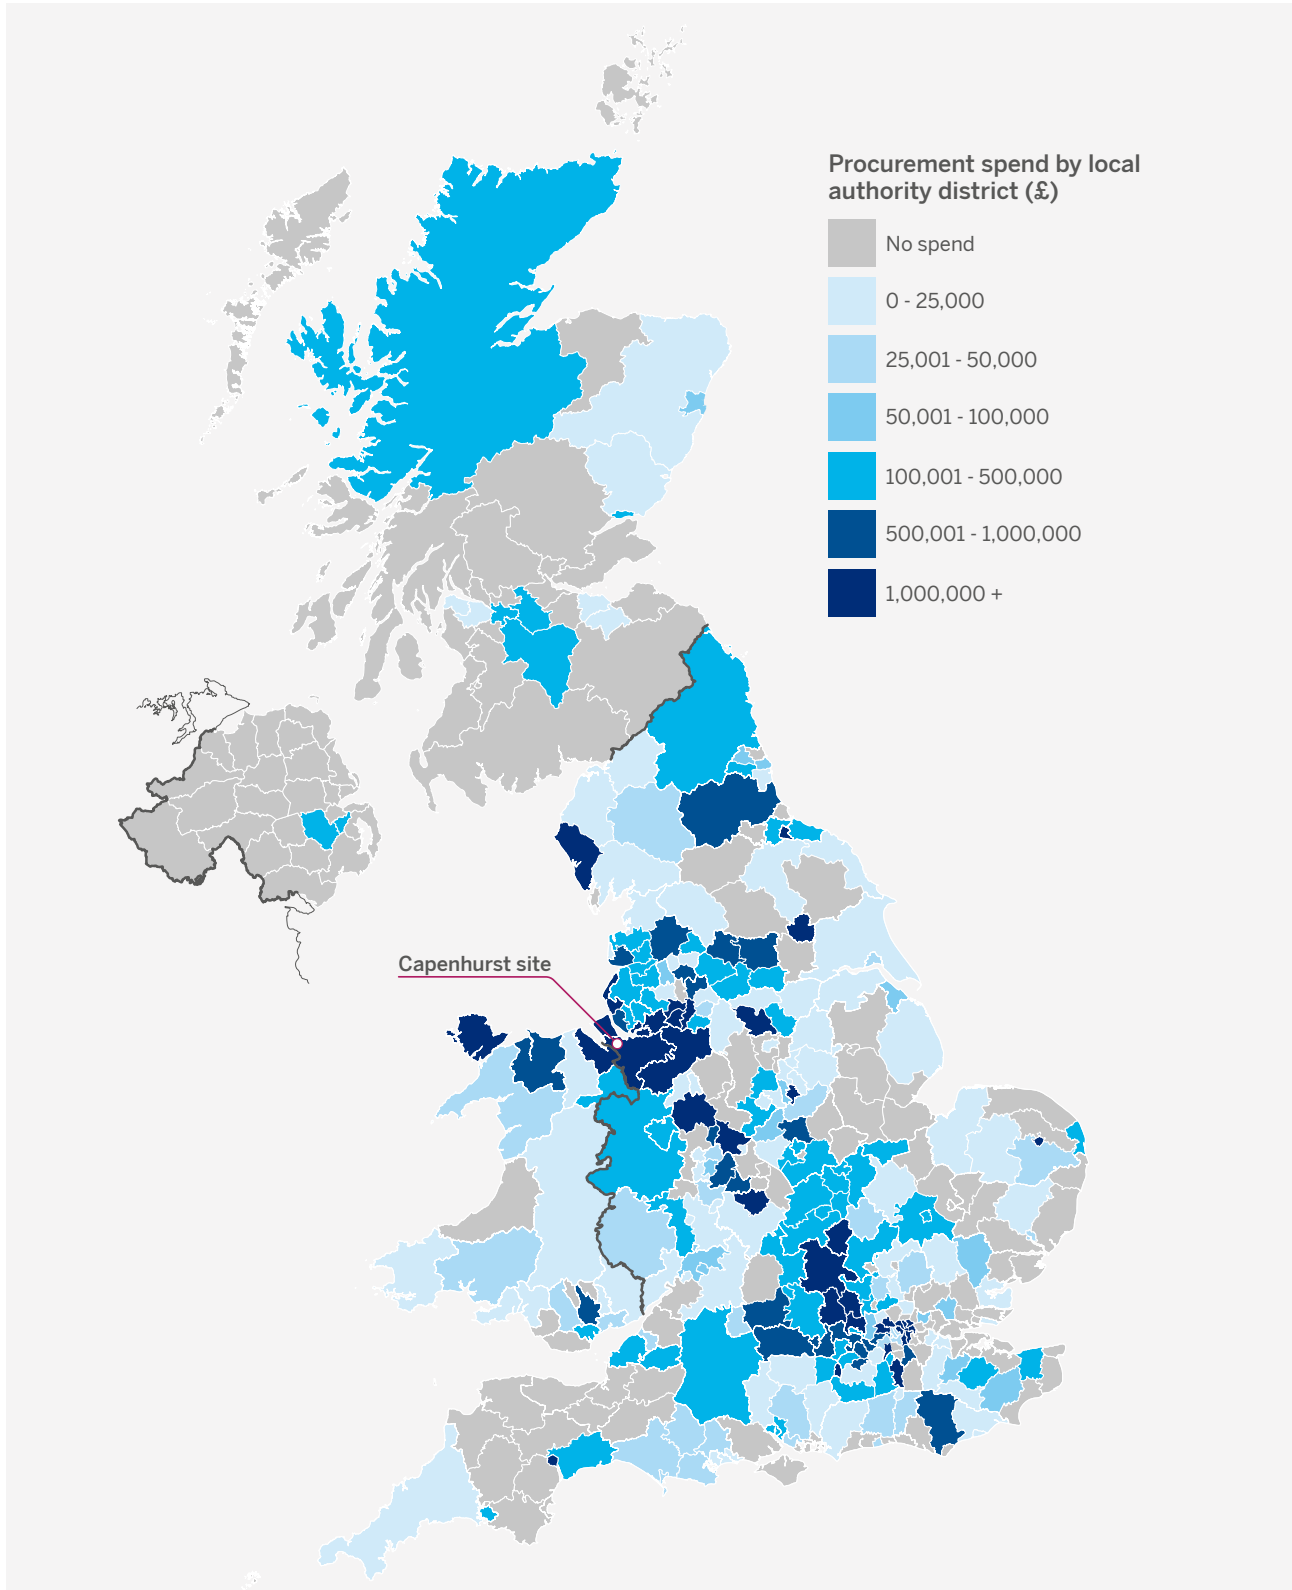 Procurement spend by local
authority district (£)
No spend
0 - 25,000
25,001 - 50,000
50,001 - 100,000
100,001 - 500,000
500,001 - 1,000,000
1,000,000 +
Capenhurst site